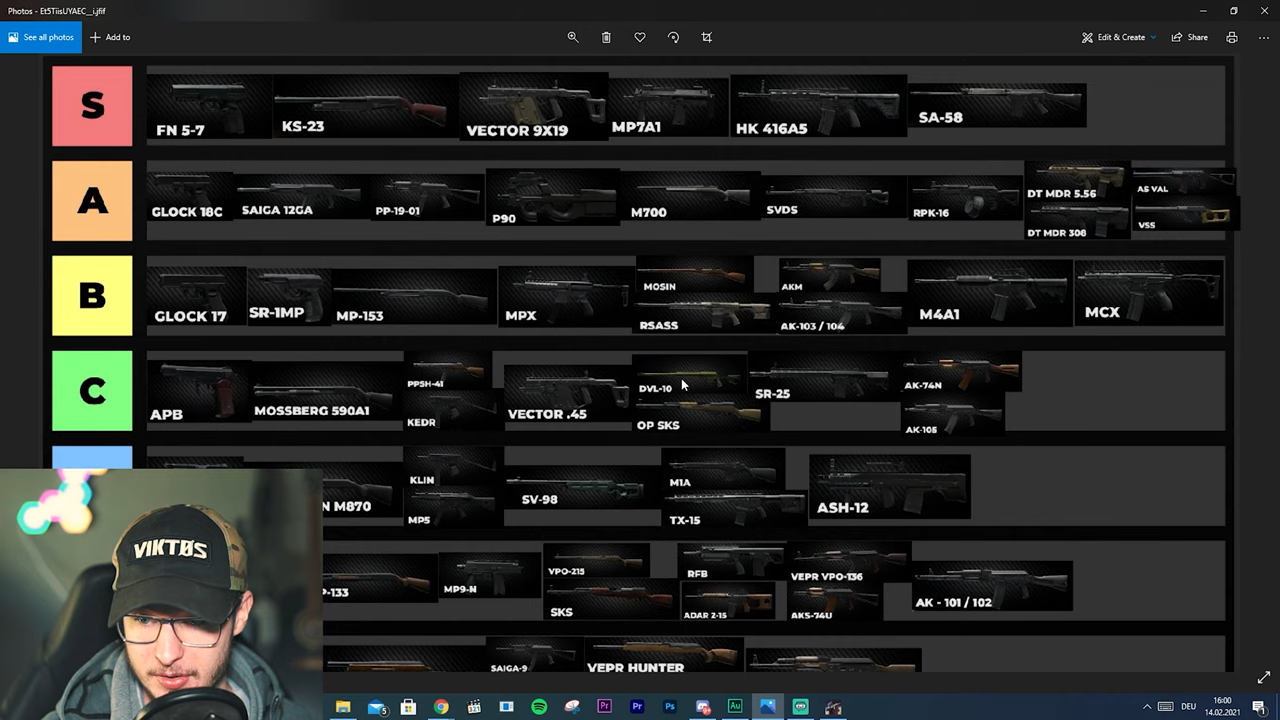 Photos - Et5TiisUYAEC__i.jfif
See all photos
Add to
Edit & Create
Share
S
FN 5-7
KS-23
VECTOR 9X19
MP7A1
HK 416A5
SA-58
A
GLOCK 18C
SAIGA 12GA
PP-19-01
P90
M700
SVDS
RPK-16
DT MDR 5.56
DT MDR 308
AS VAL
VSS
B
GLOCK 17
SR-1MP
MP-153
MPX
MOSIN
RSASS
AKM
AK-103 / 104
M4A1
MCX
C
APB
MOSSBERG 590A1
PPSH-41
KEDR
VECTOR .45
DVL-10
OP SKS
SR-25
AK-74N
AK-105
N M870
KLIN
MP5
SV-98
M1A
TX-15
ASH-12
P-133
MP9-N
VPO-215
SKS
RFB
ADAR 2-15
VEPR VPO-136
AKS-74U
AK - 101 / 102
SAIGA-9
VEPR HUNTER
VIKTØS
5
Pr
Pr
Ps
Au
DEU
16:00
14.02.2021